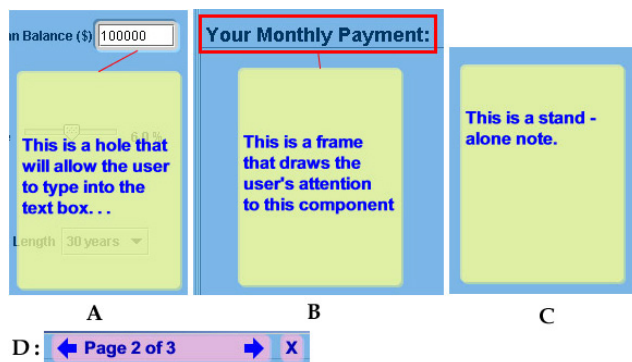 an Balance ($) 100000
6.0 %
This is a hole that
will allow the user
to type into the
text box. . .
Length 30 years
A
Your Monthly Payment:
This is a frame
that draws the
user's attention
to this component
B
This is a stand -
alone note.
C
D : Page 2 of 3 X